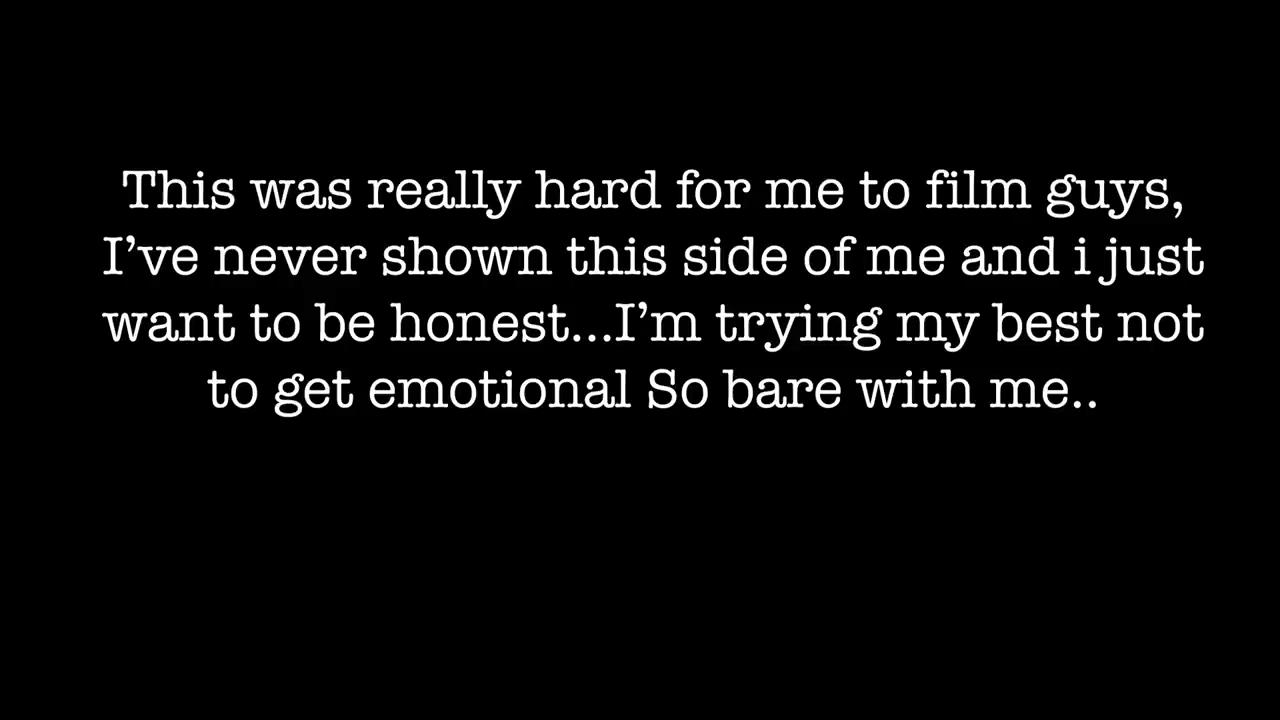 This was really hard for me to film guys,
I’ve never shown this side of me and i just
want to be honest...I’m trying my best not
to get emotional So bare with me..